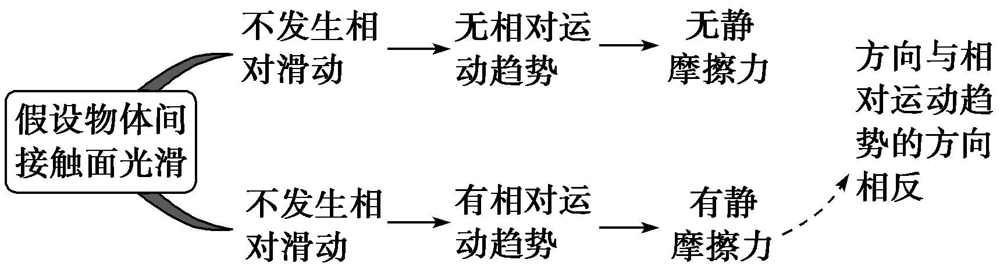 假设物体间
接触面光滑
不发生相
对滑动
无相对运
动趋势
无静
摩擦力
不发生相
对滑动
有相对运
动趋势
有静
摩擦力
方向与相
对运动趋
势的方向
相反